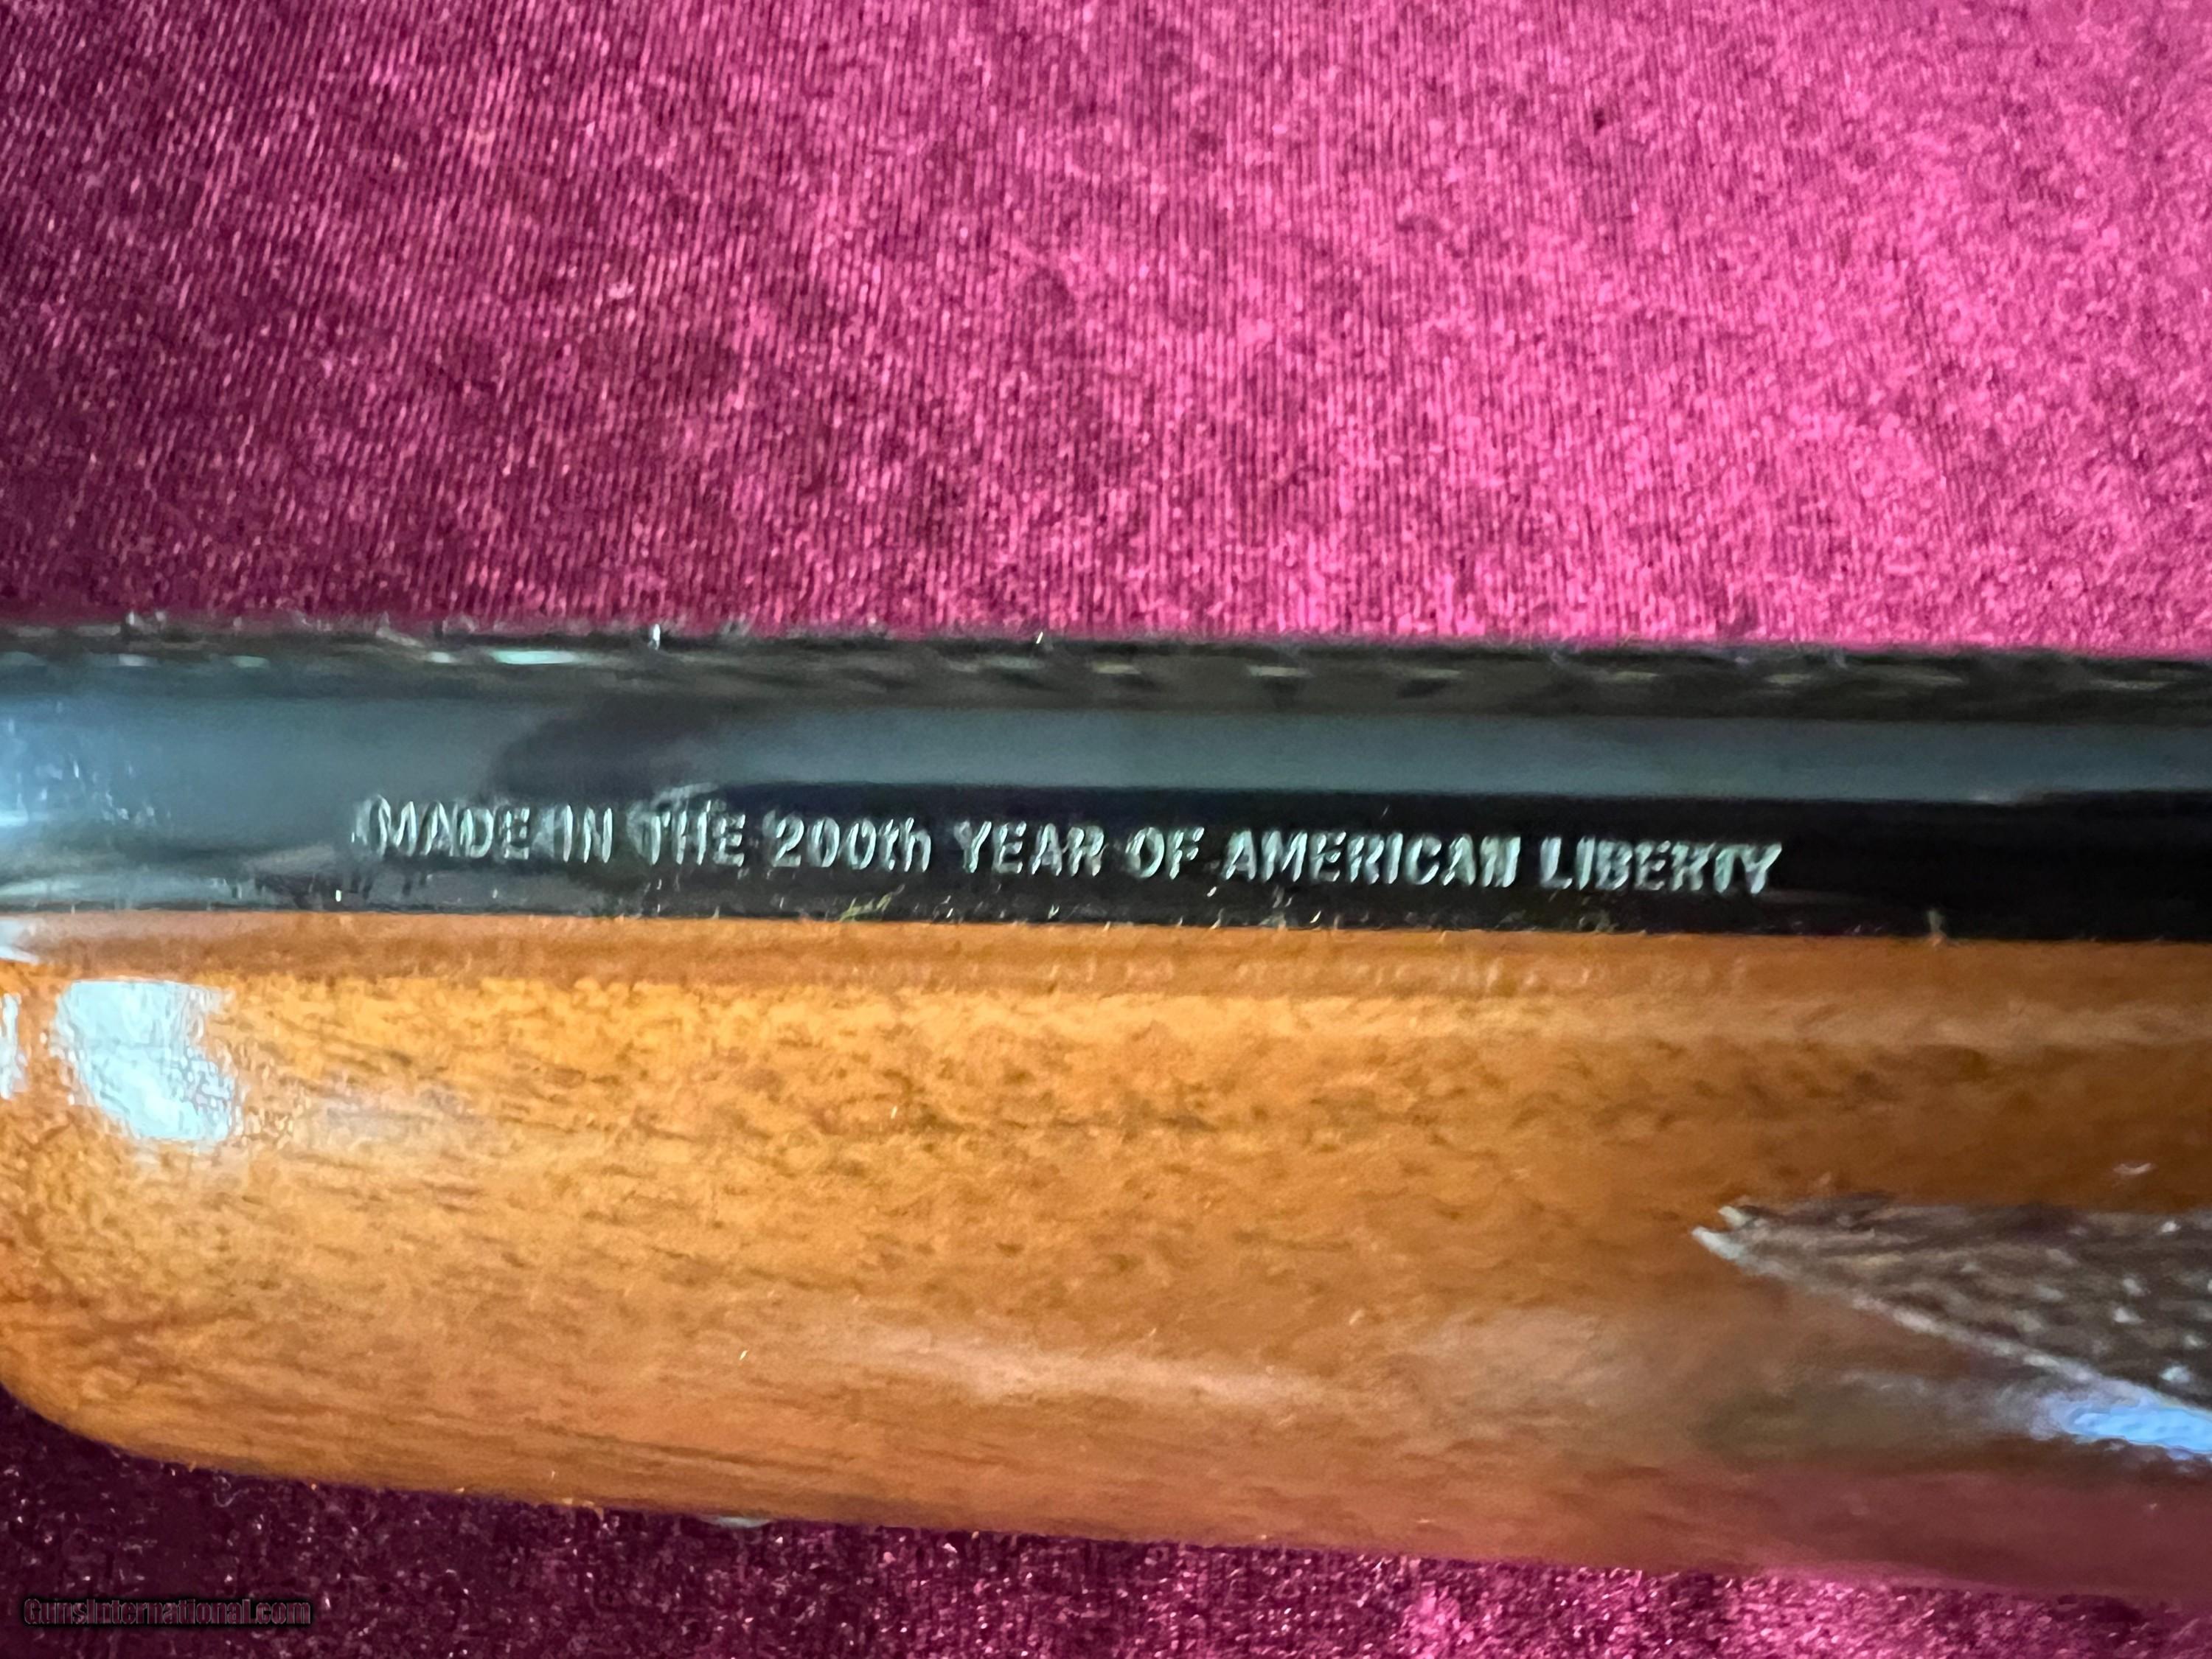 MADE IN THE 200th YEAR OF AMERICAN LIBERTY
GunsInternational.com